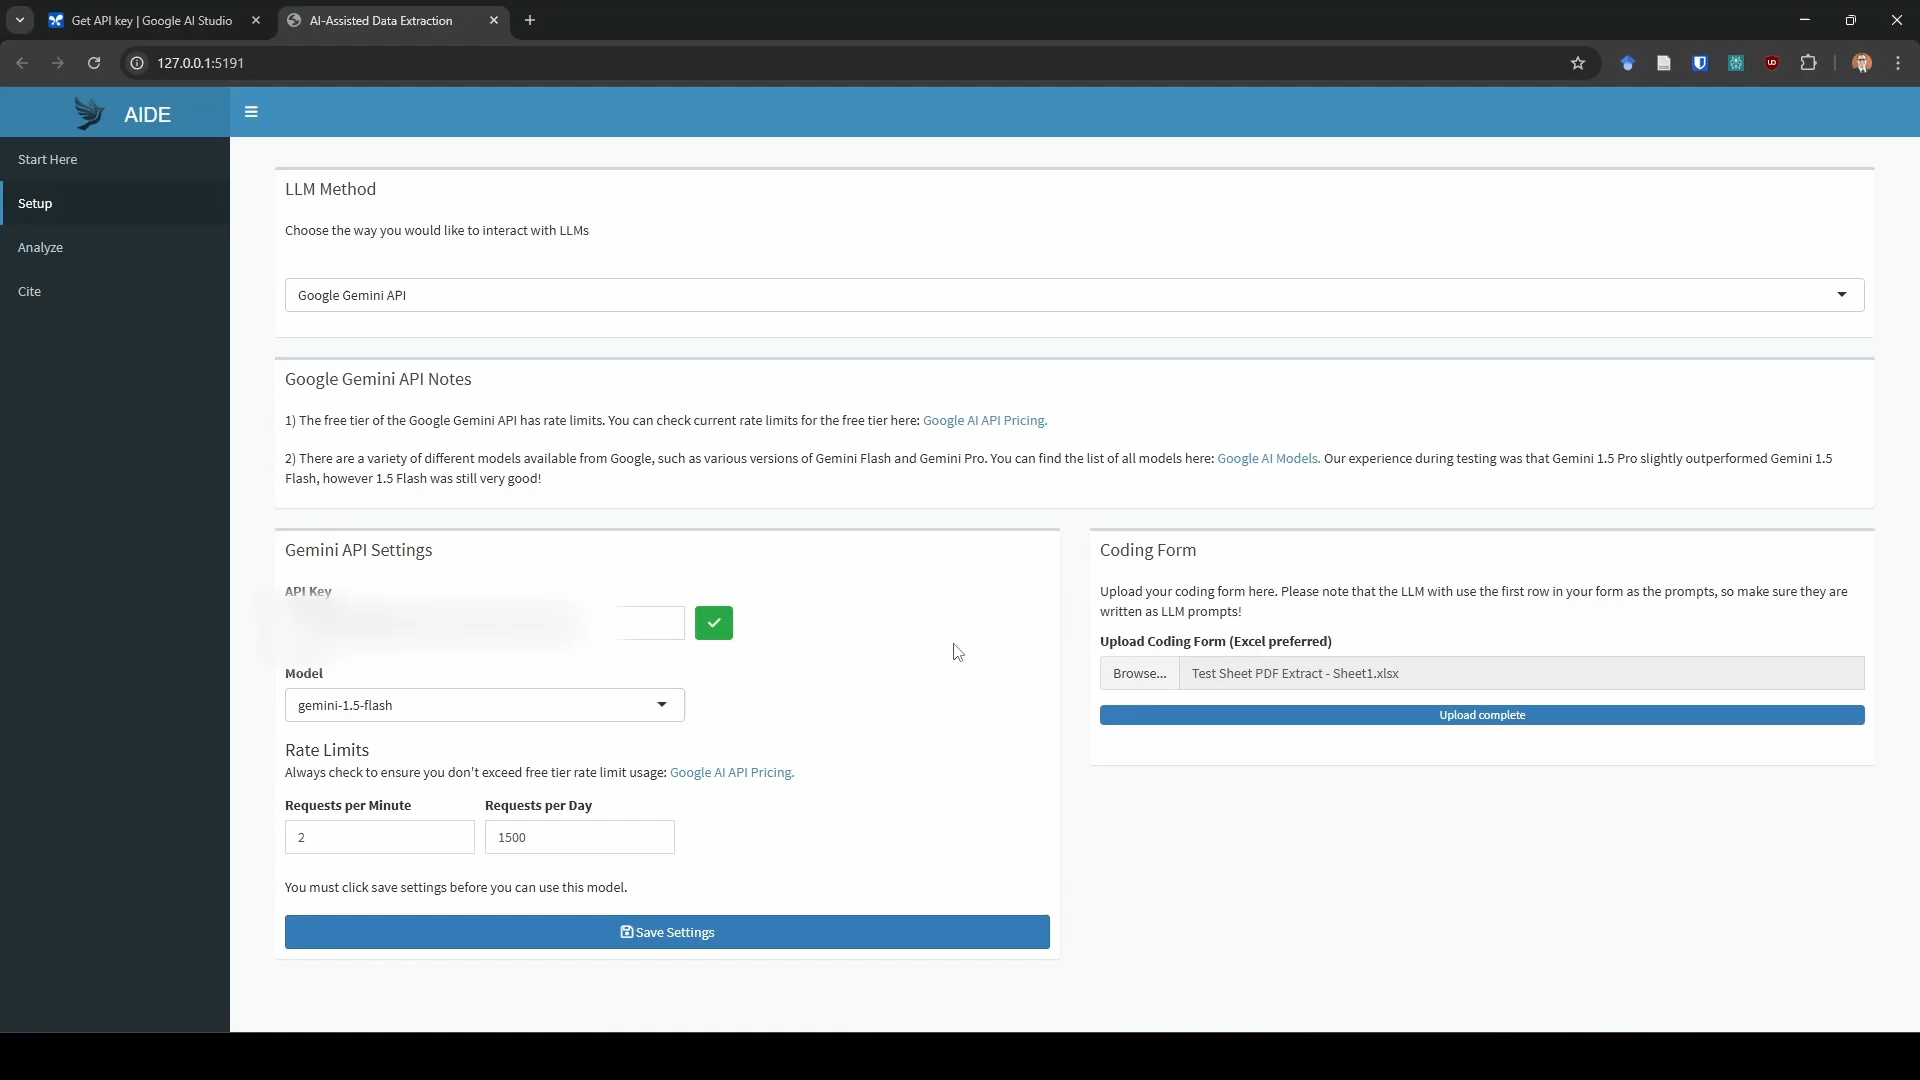 Get API key | Google AI Studio
AI-Assisted Data Extraction
127.0.0.1:5191
AIDE
Start Here
Setup
Analyze
Cite
LLM Method
Choose the way you would like to interact with LLMs
Google Gemini API
Google Gemini API Notes
1) The free tier of the Google Gemini API has rate limits. You can check current rate limits for the free tier here: Google AI API Pricing.
2) There are a variety of different models available from Google, such as various versions of Gemini Flash and Gemini Pro. You can find the list of all models here: Google AI Models. Our experience during testing was that Gemini 1.5 Pro slightly outperformed Gemini 1.5
Flash, however 1.5 Flash was still very good!
Gemini API Settings
API Key
Model
gemini-1.5-flash
Rate Limits
Always check to ensure you don't exceed free tier rate limit usage: Google AI API Pricing.
Requests per Minute
Requests per Day
2
1500
You must click save settings before you can use this model.
Save Settings
Coding Form
Upload your coding form here. Please note that the LLM with use the first row in your form as the prompts, so make sure they are
written as LLM prompts!
Upload Coding Form (Excel preferred)
Browse...
Test Sheet PDF Extract - Sheet1.xlsx
Upload complete